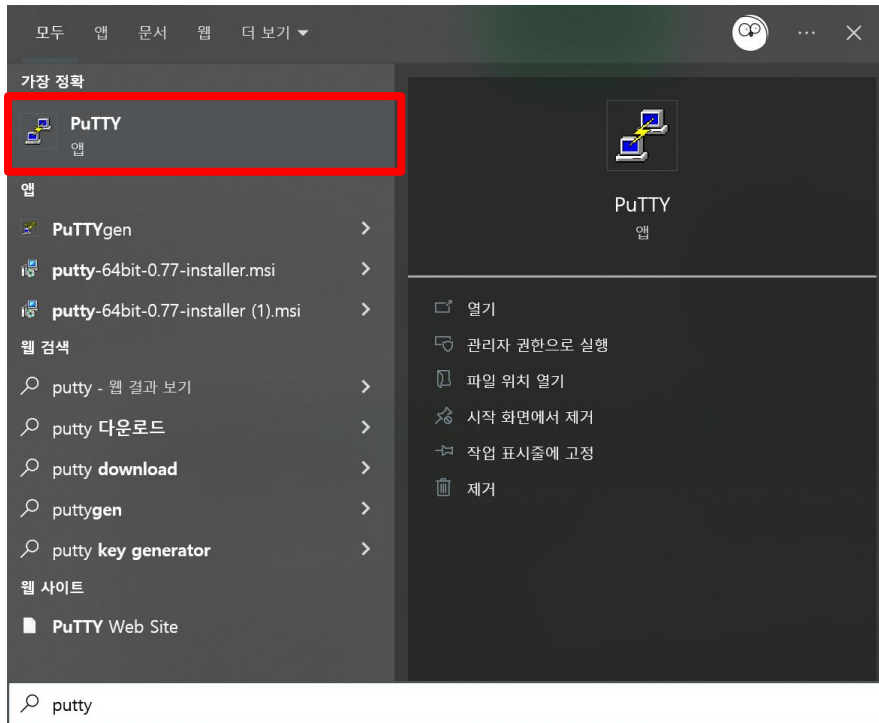 모두 앱 문서 웹 더 보기
가장 정확
PuTTY
앱
앱
PuTTYgen
putty-64bit-0.77-installer.msi
putty-64bit-0.77-installer (1).msi
웹 검색
putty - 웹 결과 보기
putty 다운로드
putty download
puttygen
putty key generator
웹 사이트
PuTTY Web Site
PuTTY
앱
열기
관리자 권한으로 실행
파일 위치 열기
시작 화면에서 제거
작업 표시줄에 고정
제거
putty